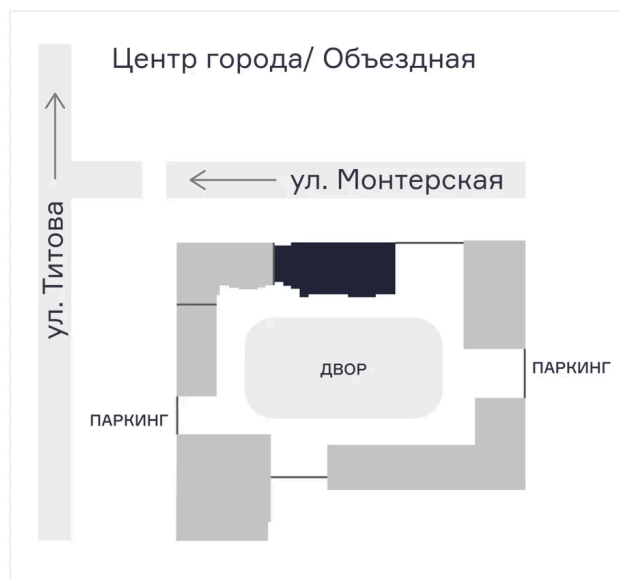 Центр города/ Объездная
ул. Монтерская
ул. Титова
ДВОР
ПАРКИНГ
ПАРКИНГ